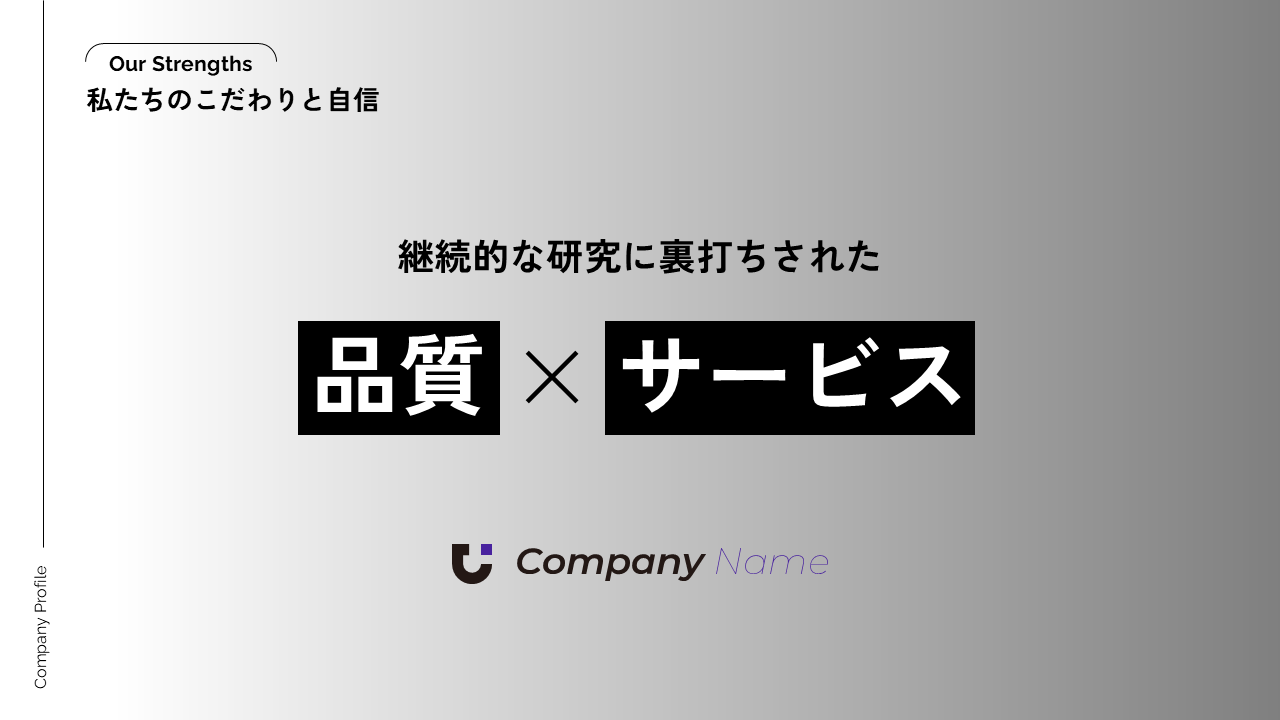 Our Strengths
私たちのこだわりと自信
継続的な研究に裏打ちされた
品質×サービス
Company Name
Company Profile